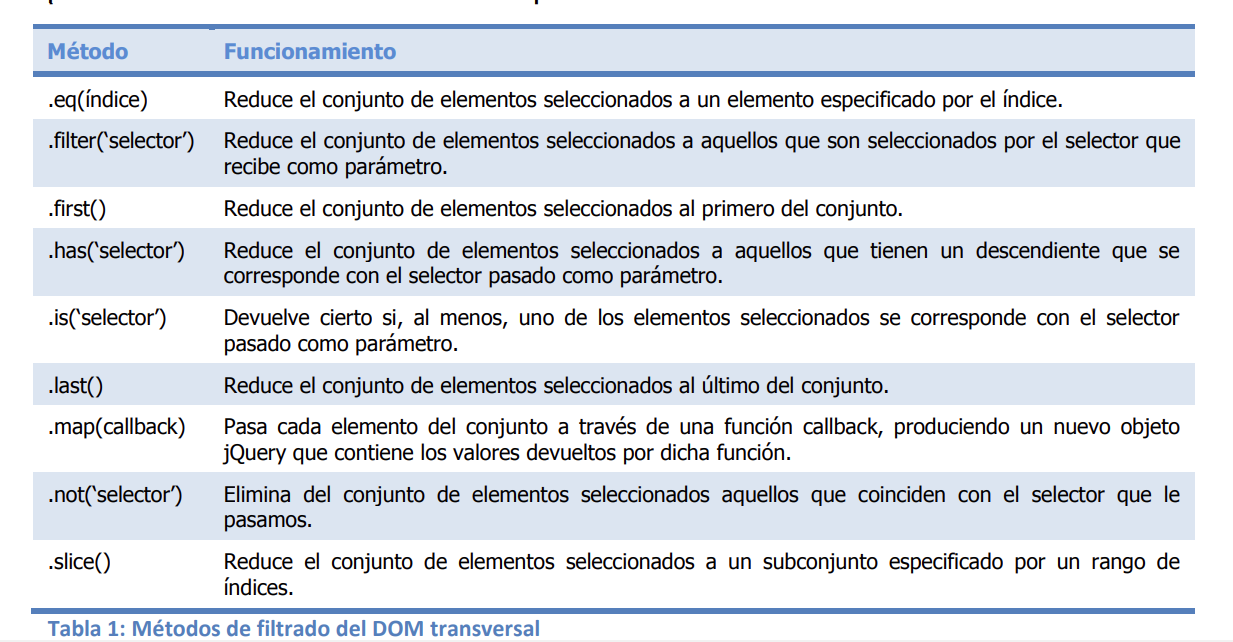 Método Funcionamiento
.eq(índice) Reduce el conjunto de elementos seleccionados a un elemento especificado por el índice.
.filter(‘selector’) Reduce el conjunto de elementos seleccionados a aquellos que son seleccionados por el selector que
recibe como parámetro.
.first() Reduce el conjunto de elementos seleccionados al primero del conjunto.
.has(‘selector’) Reduce el conjunto de elementos seleccionados a aquellos que tienen un descendiente que se
corresponde con el selector pasado como parámetro.
.is(‘selector’) Devuelve cierto si, al menos, uno de los elementos seleccionados se corresponde con el selector
pasado como parámetro.
.last() Reduce el conjunto de elementos seleccionados al último del conjunto.
.map(callback) Pasa cada elemento del conjunto a través de una función callback, produciendo un nuevo objeto
jQuery que contiene los valores devueltos por dicha función.
.not(‘selector’) Elimina del conjunto de elementos seleccionados aquellos que coinciden con el selector que le
pasamos.
.slice() Reduce el conjunto de elementos seleccionados a un subconjunto especificado por un rango de
índices.
Tabla 1: Métodos de filtrado del DOM transversal